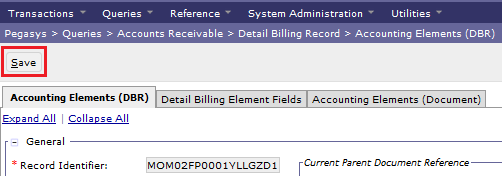 Transactions Queries Reference System Administration Utilities
Pegasys > Queries > Accounts Receivable > Detail Billing Record > Accounting Elements (DBR)
Save
Accounting Elements (DBR) Detail Billing Element Fields Accounting Elements (Document)
Expand All | Collapse All
General
* Record Identifier: MOM02FP0001YLLGZD1 Current Parent Document Reference